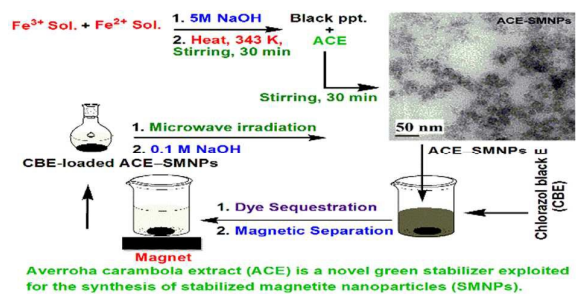 Fe3+ Sol. + Fe2+ Sol.
1. 5M NaOH
2. Heat, 343 K,
Stirring, 30 min
Black ppt.
+
ACE
Stirring, 30 min
ACE-SMNPs
50 nm
1. Microwave irradiation
2. 0.1 M NaOH
CBE-loaded ACE–SMNPs
ACE–SMNPs
Chlorazol black E
(CBE)
1. Dye Sequestration
2. Magnetic Separation
Magnet
Averroha carambola extract (ACE) is a novel green stabilizer exploited
for the synthesis of stabilized magnetite nanoparticles (SMNPs).